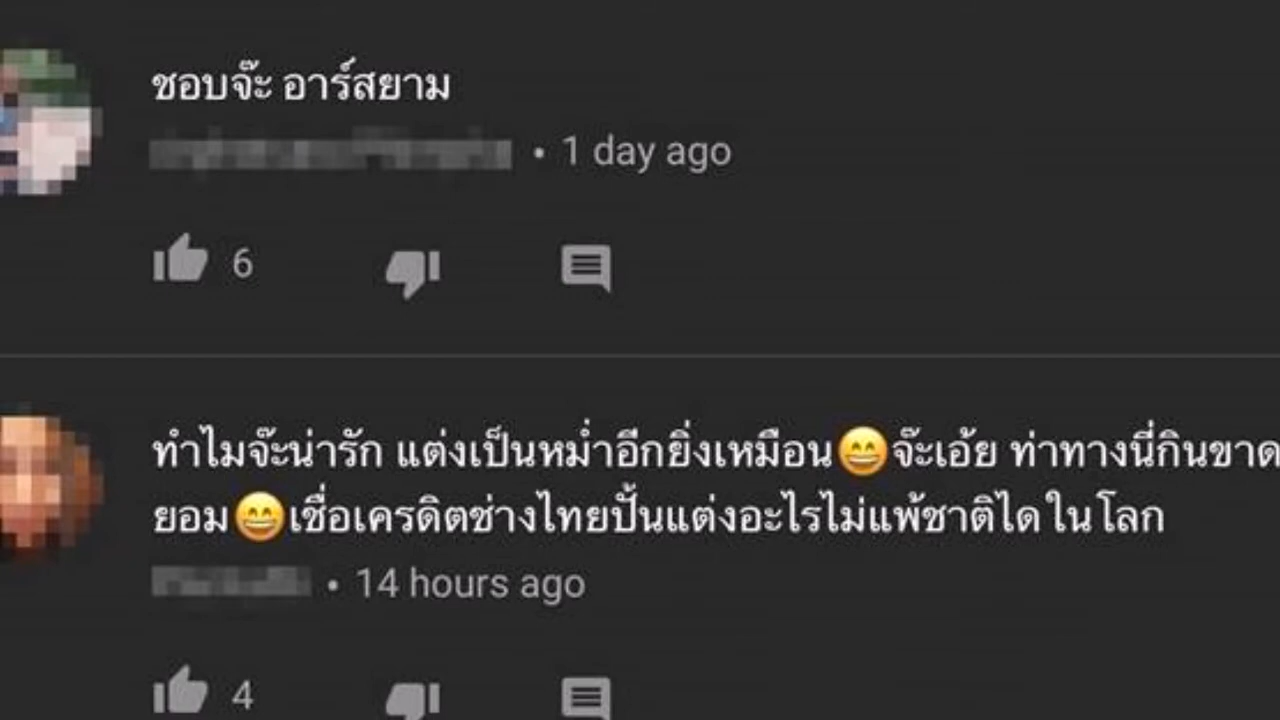 ชอบจ๊ะ อาร์สยาม
• 1 day ago
6
ทำไมจ๊ะน่ารัก แต่งเป็นหม่ำอีกยิ่งเหมือน😄จ๊ะเอ้ย ท่าทางนี่กินขาด
ยอม😄เชื่อเครดิตช่างไทยปั้นแต่งอะไรไม่แพ้ชาติไดในโลก
• 14 hours ago
4